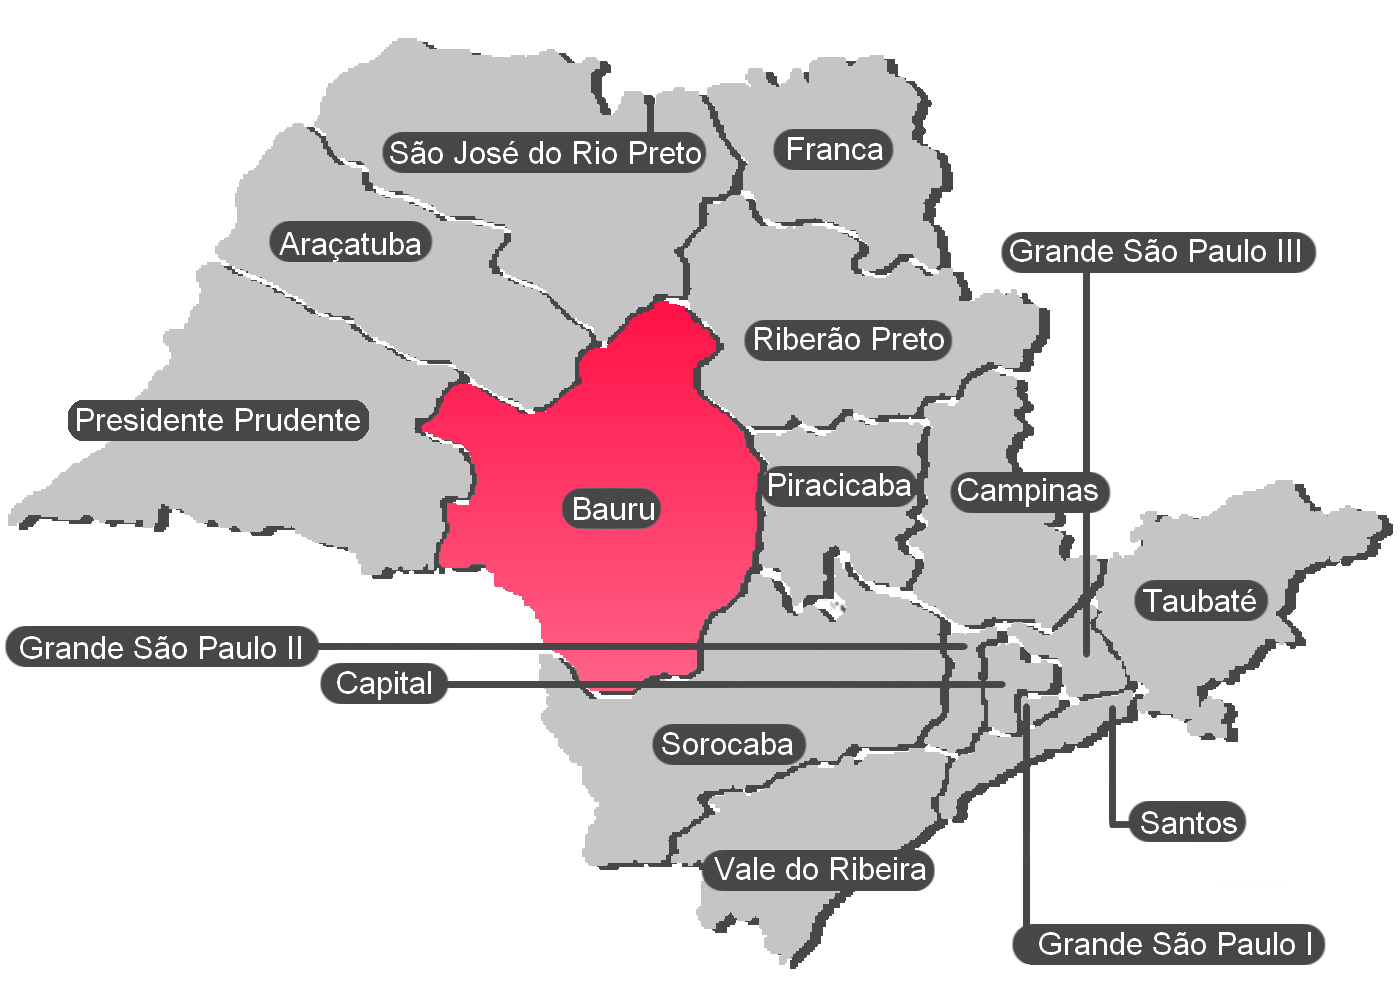 São José do Rio Preto
Franca
Araçatuba
Grande São Paulo III
Riberão Preto
Presidente Prudente
Piracicaba
Campinas
Bauru
Taubaté
Grande São Paulo II
Capital
Sorocaba
Santos
Vale do Ribeira
Grande São Paulo I